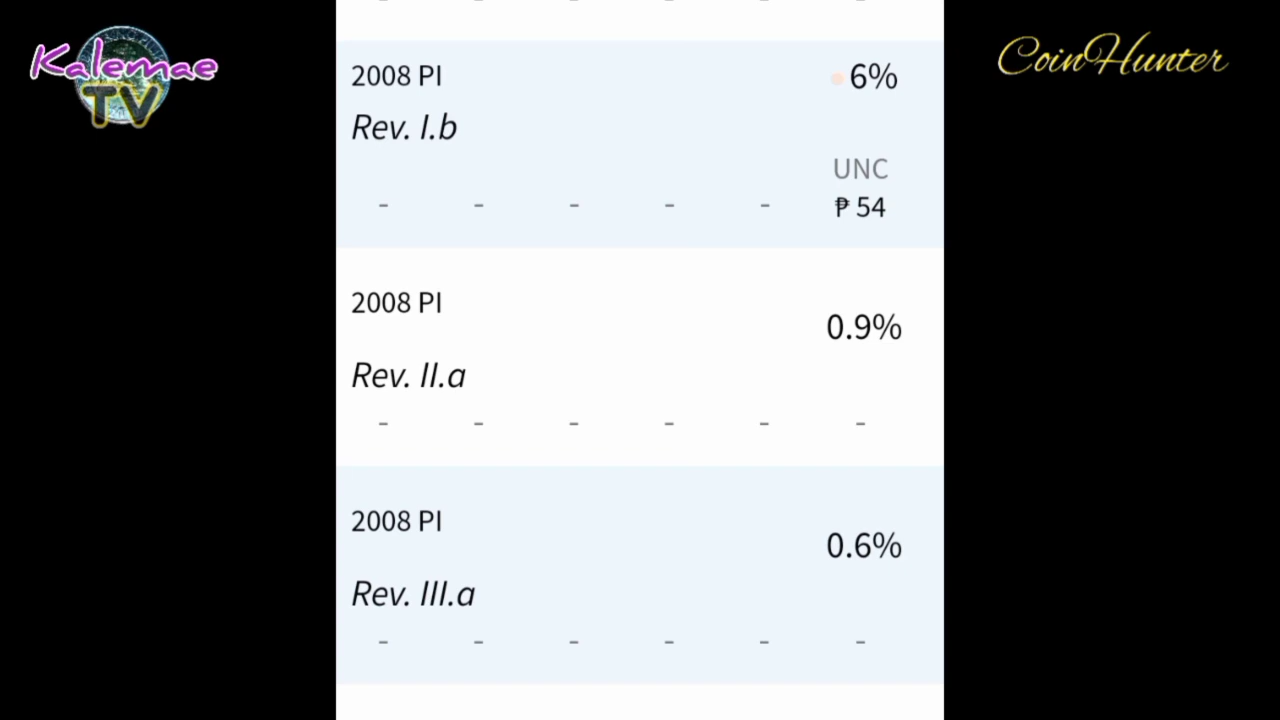 Kalemae
TV
CoinHunter
- - - - - -
2008 PI
6%
Rev. I.b
UNC
- - - - - ₱ 54
2008 PI
0.9%
Rev. II.a
- - - - - -
2008 PI
0.6%
Rev. III.a
- - - - - -